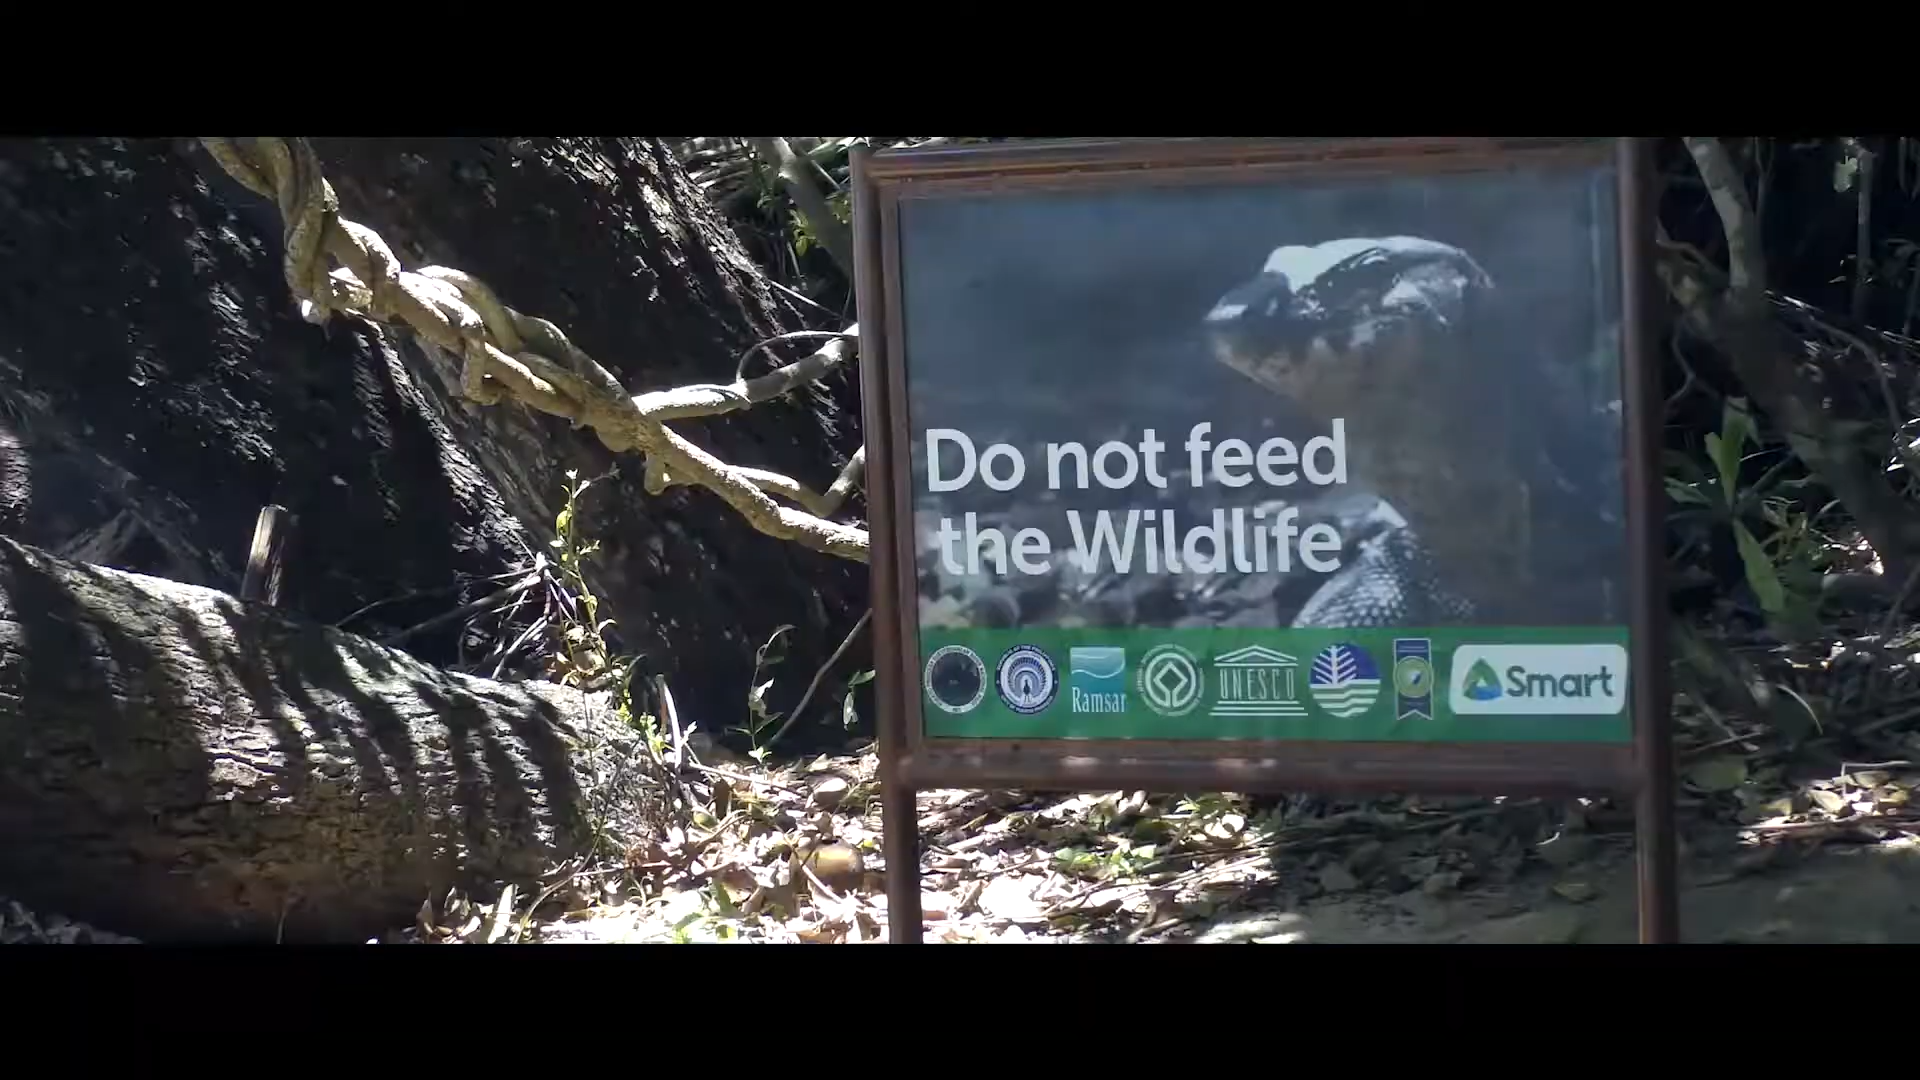 Do not feed
the Wildlife
Ramsar
UNESCO
Smart